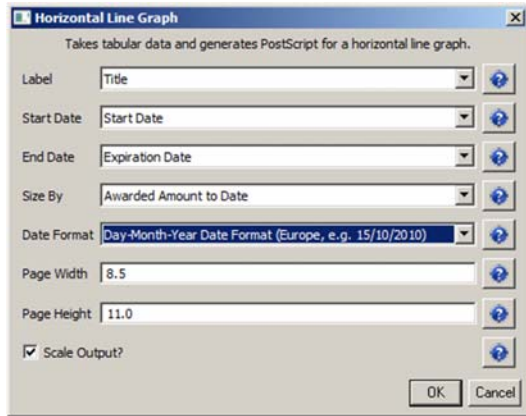 Horizontal Line Graph
Takes tabular data and generates PostScript for a horizontal line graph.
Label Title
Start Date Start Date
End Date Expiration Date
Size By Awarded Amount to Date
Date Format Day-Month-Year Date Format (Europe, e.g. 15/10/2010)
Page Width 8.5
Page Height 11.0
Scale Output?
OK Cancel